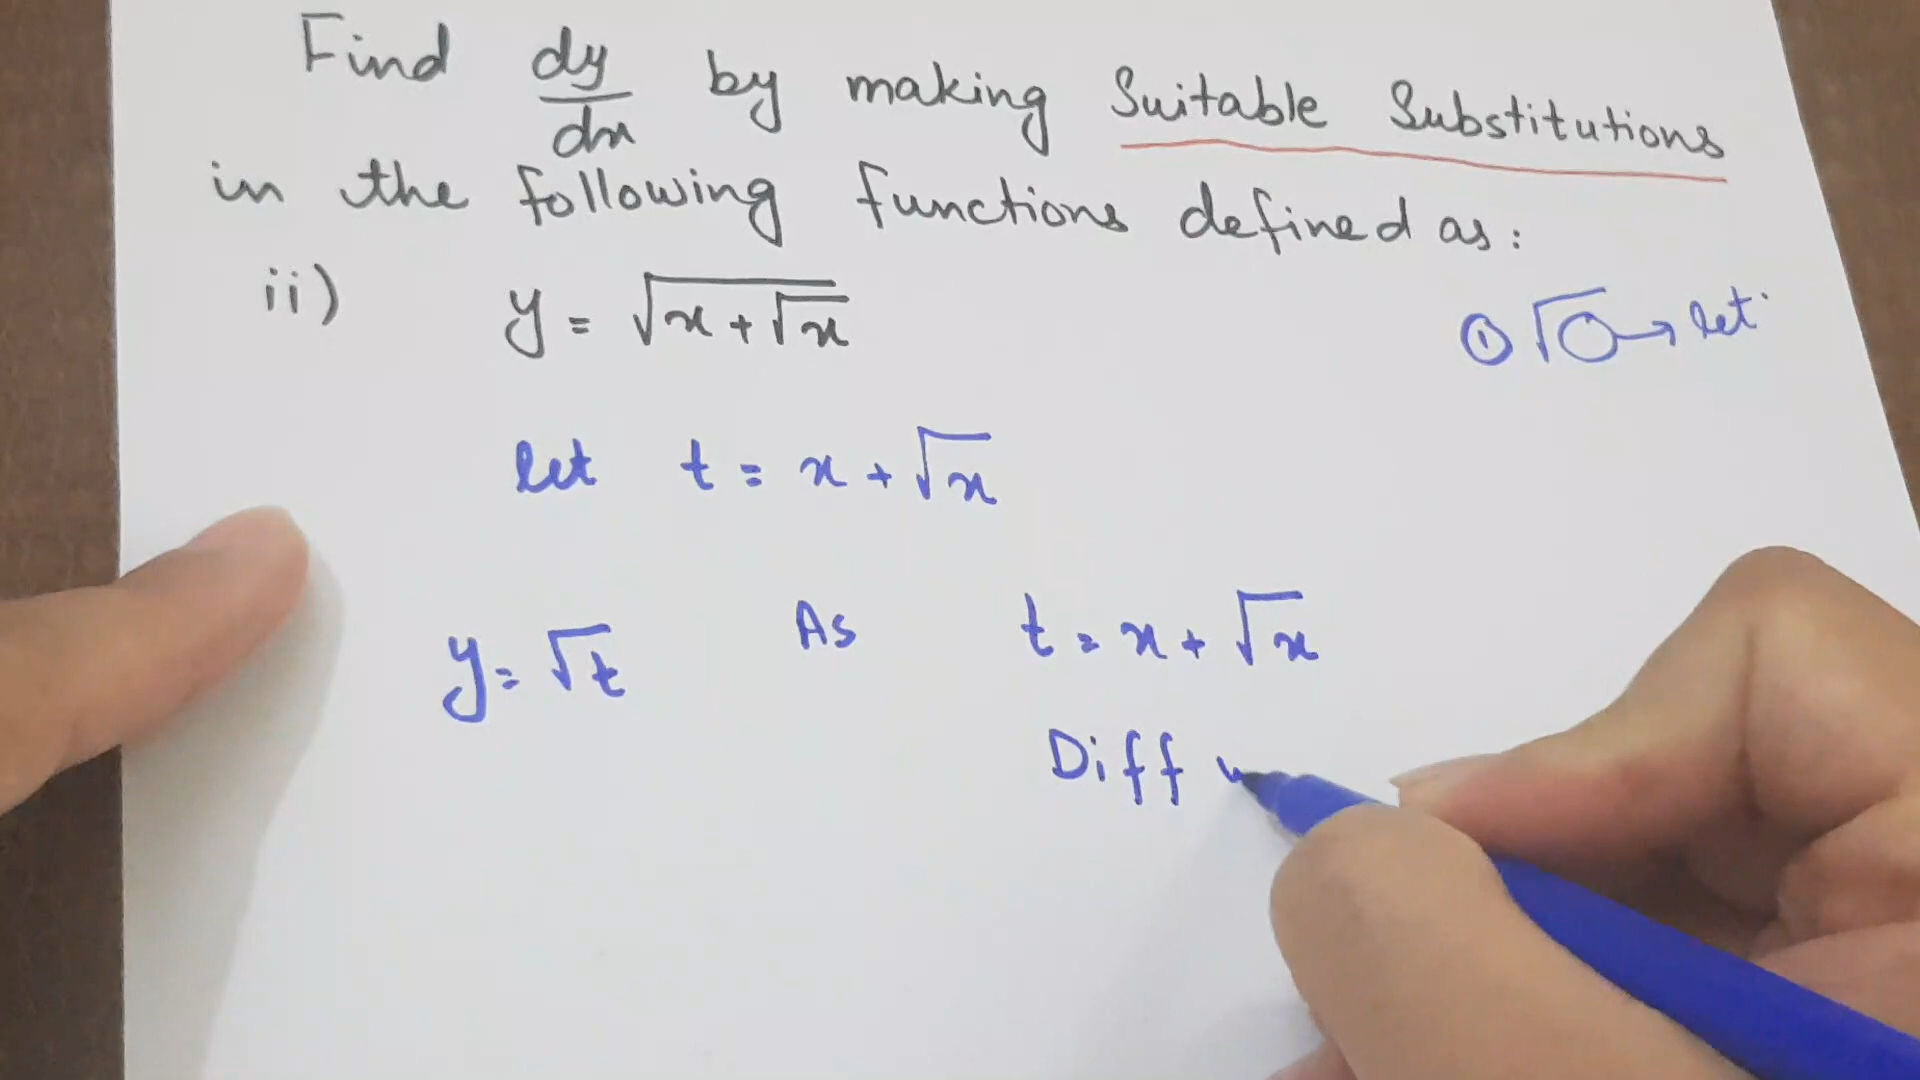 Find dy/dx by making Suitable Substitutions
in the following functions defined as:
ii) y = √(x + √x)
① √○ → let
let t = x + √x
y = √t As t = x + √x
Diff